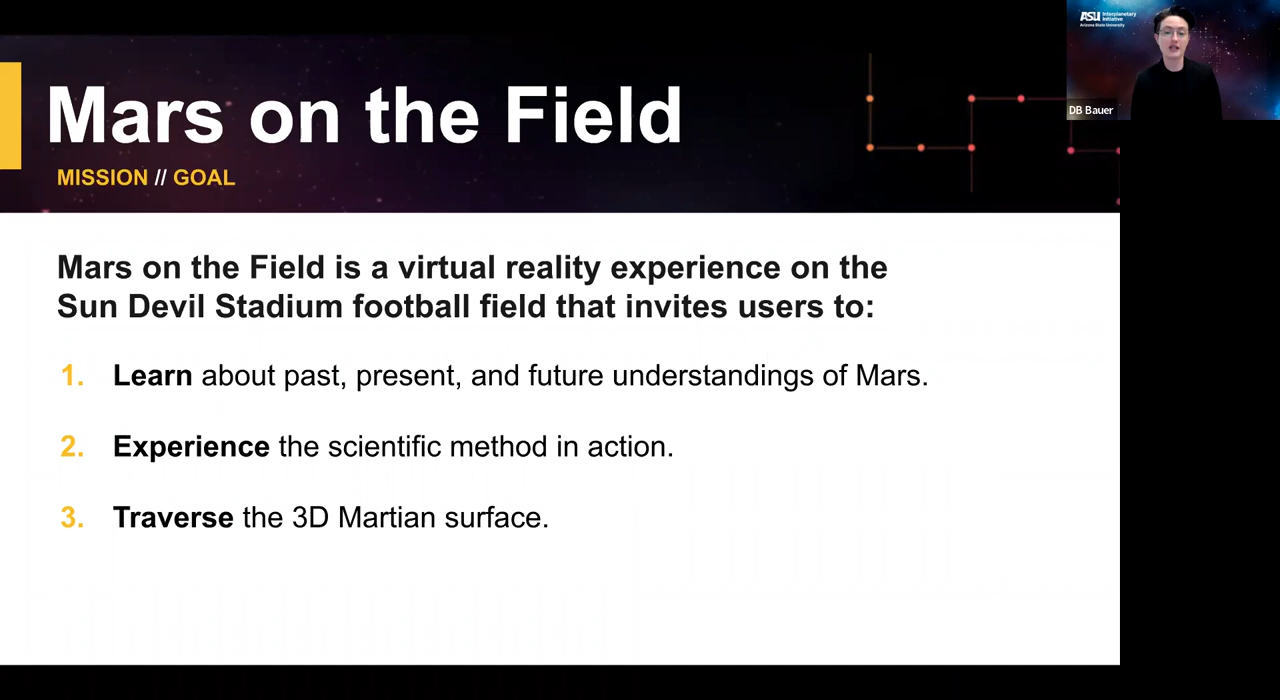 Mars on the Field
MISSION // GOAL
Mars on the Field is a virtual reality experience on the
Sun Devil Stadium football field that invites users to:
1. Learn about past, present, and future understandings of Mars.
2. Experience the scientific method in action.
3. Traverse the 3D Martian surface.
ASU Interplanetary
Initiative
Arizona State University
DB Bauer